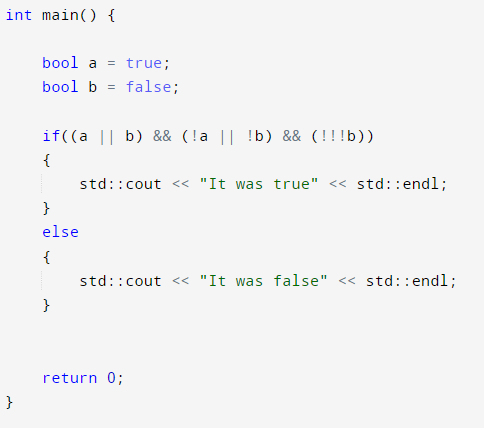 int main() {
bool a = true;
bool b = false;
if((a || b) && (!a || !b) && (!!!b))
{
std::cout << "It was true" << std::endl;
}
else
{
std::cout << "It was false" << std::endl;
}
return 0;
}